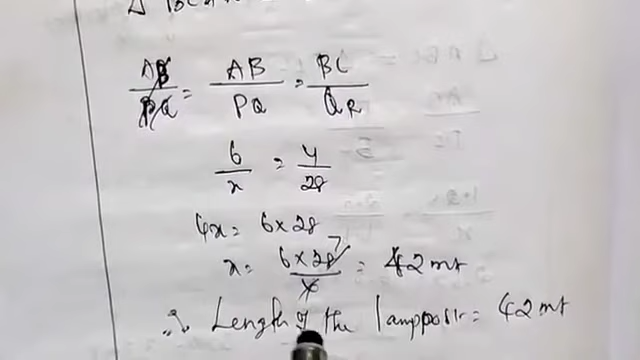 AB/PQ = AB/PQ = BC/QR
6/x = 4/28
4x = 6×28
x = 6×28/4 7 = 42 mt
∴ Length of the lamppost = 42 mt